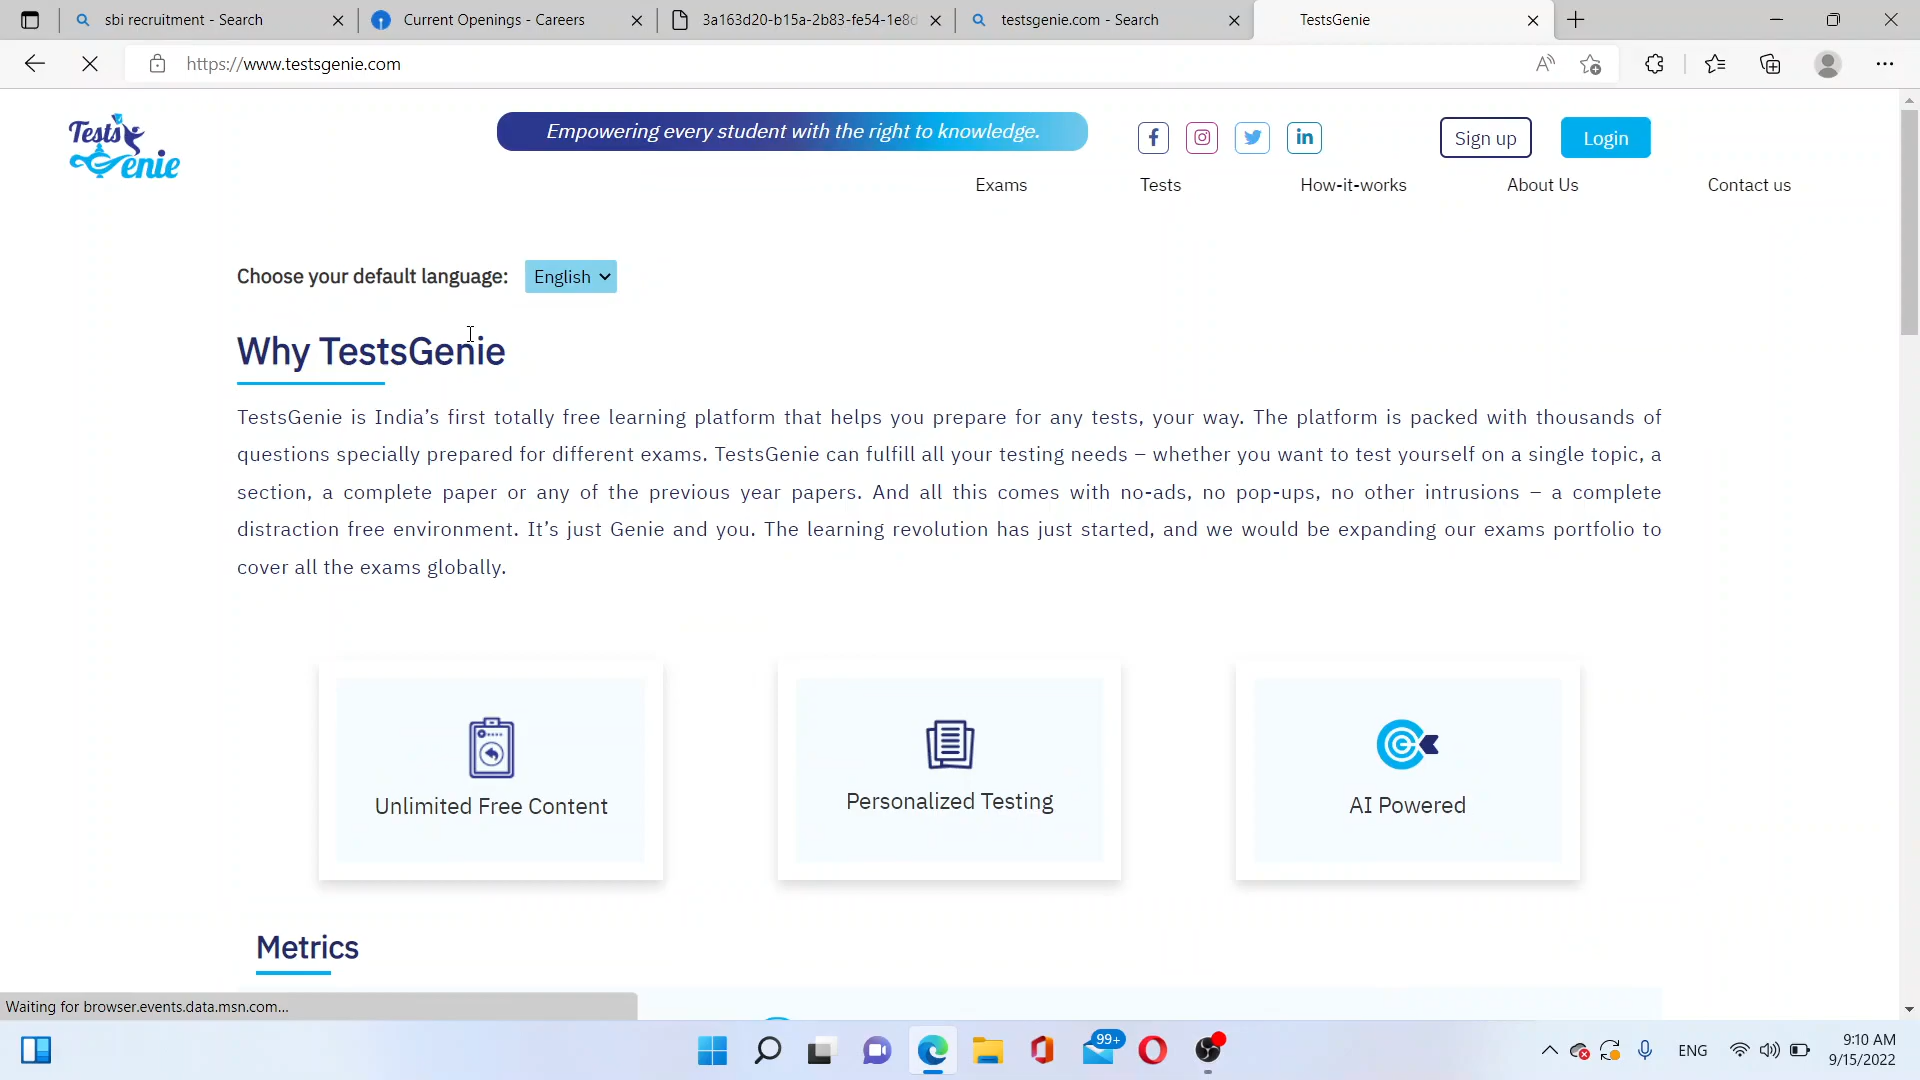 sbi recruitment - Search
Current Openings - Careers
3a163d20-b15a-2b83-fe54-1e8d
testsgenie.com - Search
TestsGenie
https://www.testsgenie.com
Tests Genie
Empowering every student with the right to knowledge.
Sign up
Login
Exams
Tests
How-it-works
About Us
Contact us
Choose your default language:
English
Why TestsGenie
TestsGenie is India’s first totally free learning platform that helps you prepare for any tests, your way. The platform is packed with thousands of
questions specially prepared for different exams. TestsGenie can fulfill all your testing needs – whether you want to test yourself on a single topic, a
section, a complete paper or any of the previous year papers. And all this comes with no-ads, no pop-ups, no other intrusions – a complete
distraction free environment. It’s just Genie and you. The learning revolution has just started, and we would be expanding our exams portfolio to
cover all the exams globally.
Unlimited Free Content
Personalized Testing
AI Powered
Metrics
Waiting for browser.events.data.msn.com...
99+
ENG
9:10 AM
9/15/2022